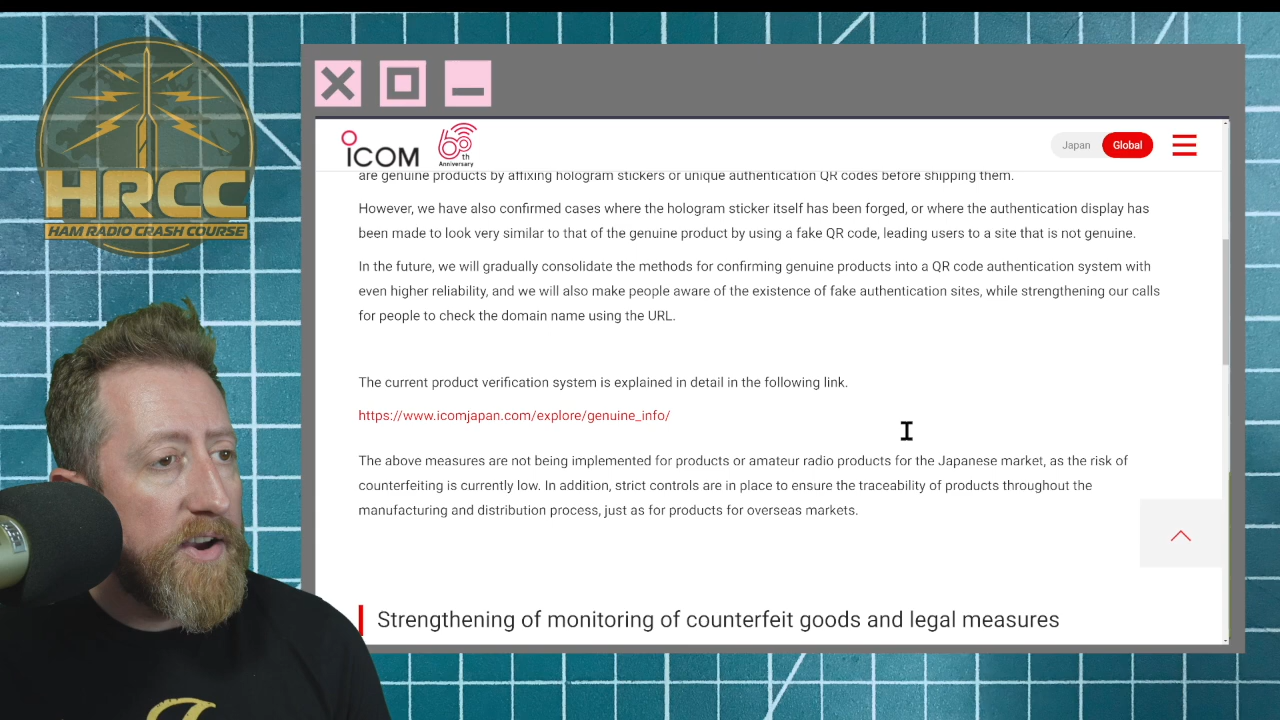 HRCC
HAM RADIO CRASH COURSE
ICOM
60th
Anniversary
Japan
Global
are genuine products by affixing hologram stickers or unique authentication QR codes before shipping them.
However, we have also confirmed cases where the hologram sticker itself has been forged, or where the authentication display has
been made to look very similar to that of the genuine product by using a fake QR code, leading users to a site that is not genuine.
In the future, we will gradually consolidate the methods for confirming genuine products into a QR code authentication system with
even higher reliability, and we will also make people aware of the existence of fake authentication sites, while strengthening our calls
for people to check the domain name using the URL.
The current product verification system is explained in detail in the following link.
https://www.icomjapan.com/explore/genuine_info/
The above measures are not being implemented for products or amateur radio products for the Japanese market, as the risk of
counterfeiting is currently low. In addition, strict controls are in place to ensure the traceability of products throughout the
manufacturing and distribution process, just as for products for overseas markets.
Strengthening of monitoring of counterfeit goods and legal measures